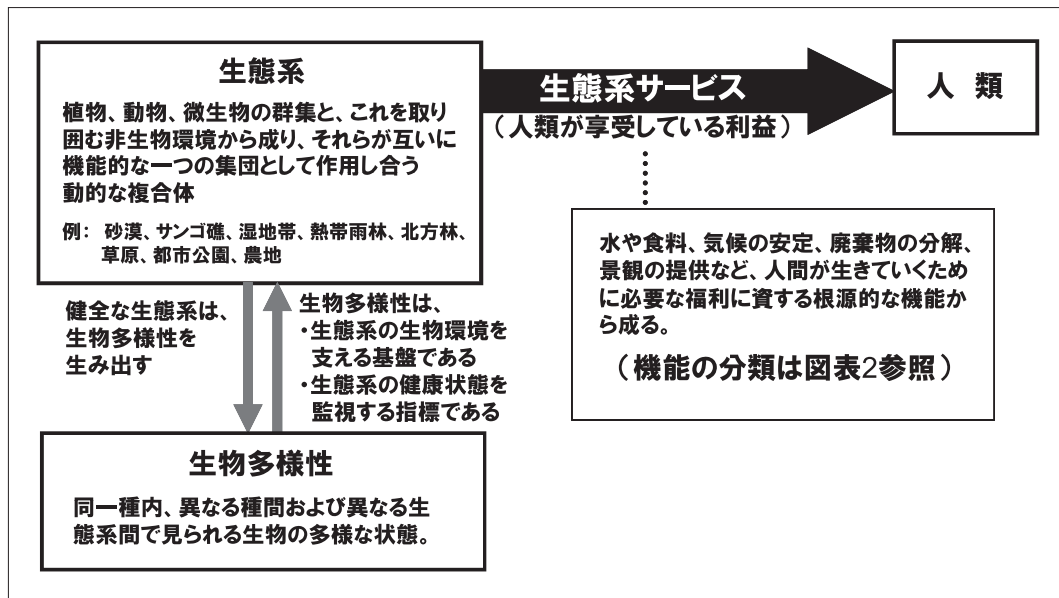 生態系
植物、動物、微生物の群集と、これを取り
囲む非生物環境から成り、それらが互いに
機能的な一つの集団として作用し合う
動的な複合体
例： 砂漠、サンゴ礁、湿地帯、熱帯雨林、北方林、
草原、都市公園、農地
生態系サービス
（人類が享受している利益）
人 類
水や食料、気候の安定、廃棄物の分解、
景観の提供など、人間が生きていくため
に必要な福利に資する根源的な機能か
ら成る。
（機能の分類は図表2参照）
健全な生態系は、
生物多様性を
生み出す
生物多様性は、
・生態系の生物環境を
支える基盤である
・生態系の健康状態を
監視する指標である
生物多様性
同一種内、異なる種間および異なる生
態系間で見られる生物の多様な状態。